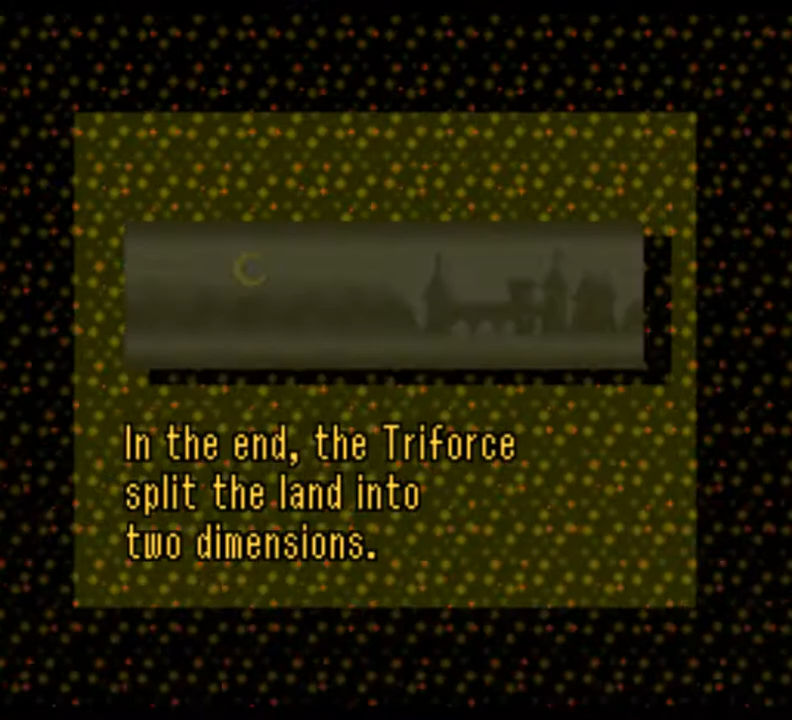 In the end, the Triforce
split the land into
two dimensions.